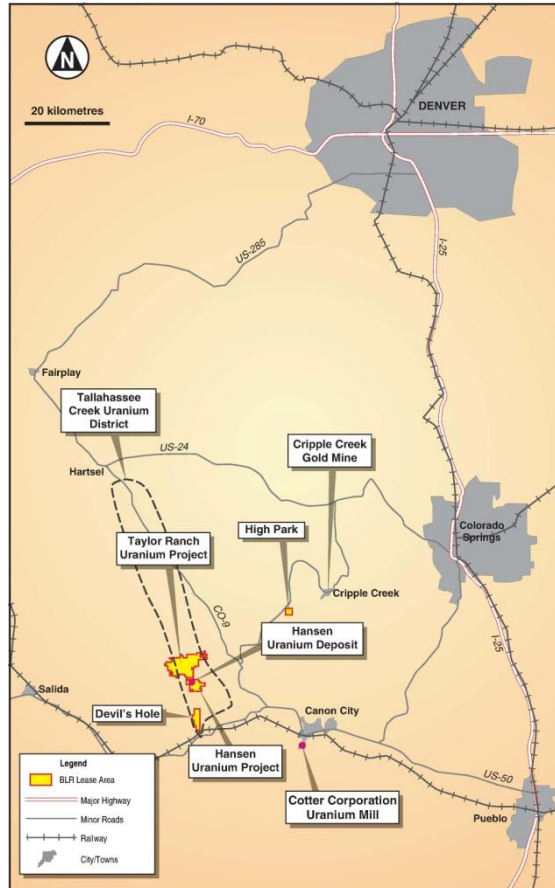 N
20 kilometres
DENVER
I-70
I-25
US-285
Fairplay
Tallahassee
Creek Uranium
District
US-24
Hartsel
Cripple Creek
Gold Mine
Colorado
Springs
Taylor Ranch
Uranium Project
High Park
Cripple Creek
CO-9
Hansen
Uranium Deposit
I-25
Salida
Devil's Hole
Canon City
Hansen
Uranium Project
US-50
Cotter Corporation
Uranium Mill
Pueblo
Legend
BLR Lease Area
Major Highway
Minor Roads
Railway
City/Towns